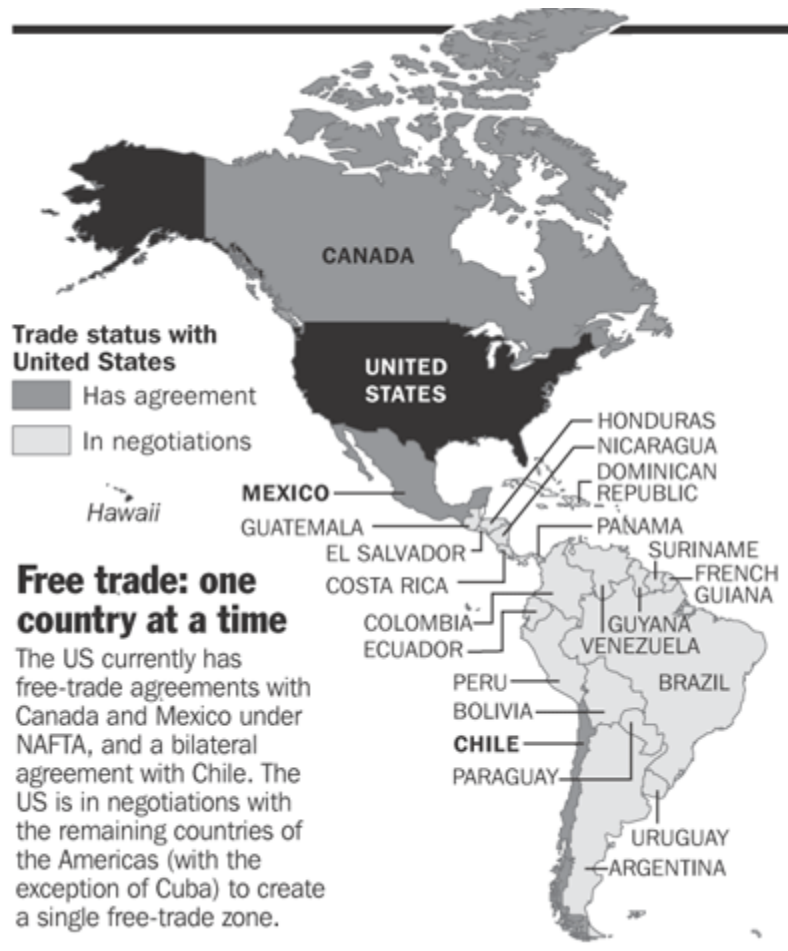 CANADA
Trade status with
United States
Has agreement
In negotiations
UNITED
STATES
Hawaii
HONDURAS
NICARAGUA
DOMINICAN
REPUBLIC
MEXICO
GUATEMALA
PANAMA
EL SALVADOR
SURINAME
COSTA RICA
FRENCH
GUIANA
COLOMBIA
GUYANA
ECUADOR
VENEZUELA
PERU
BRAZIL
BOLIVIA
CHILE
PARAGUAY
URUGUAY
ARGENTINA
Free trade: one
country at a time
The US currently has
free-trade agreements with
Canada and Mexico under
NAFTA, and a bilateral
agreement with Chile. The
US is in negotiations with
the remaining countries of
the Americas (with the
exception of Cuba) to create
a single free-trade zone.